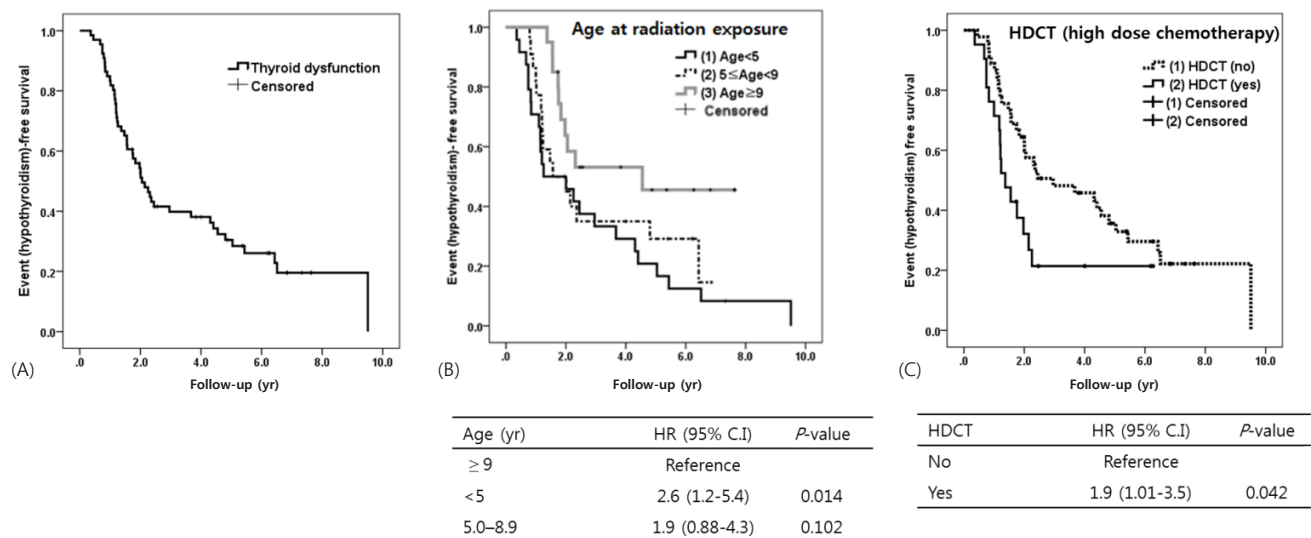 Event (hypothyroidism)-free survival
1.0
0.8
0.6
0.4
0.2
0.0
Thyroid dysfunction
Censored
.0 2.0 4.0 6.0 8.0 10.0
Follow-up (yr)
(A)
Event (hypothyroidism)- free survival
Age at radiation exposure
1.0
0.8
0.6
0.4
0.2
0.0
(1) Age<5
(2) 5≤Age<9
(3) Age≥9
Censored
.0 2.0 4.0 6.0 8.0 10.0
Follow-up (yr)
(B)
Age (yr) HR (95% C.I) P-value
≥ 9 Reference
<5 2.6 (1.2-5.4) 0.014
5.0–8.9 1.9 (0.88-4.3) 0.102
Event (hypothyroidism) free survival
HDCT (high dose chemotherapy)
1.0
0.8
0.6
0.4
0.2
0.0
(1) HDCT (no)
(2) HDCT (yes)
(1) Censored
(2) Censored
.0 2.0 4.0 6.0 8.0 10.0
Follow-up (yr)
(C)
HDCT HR (95% C.I) P-value
No Reference
Yes 1.9 (1.01-3.5) 0.042